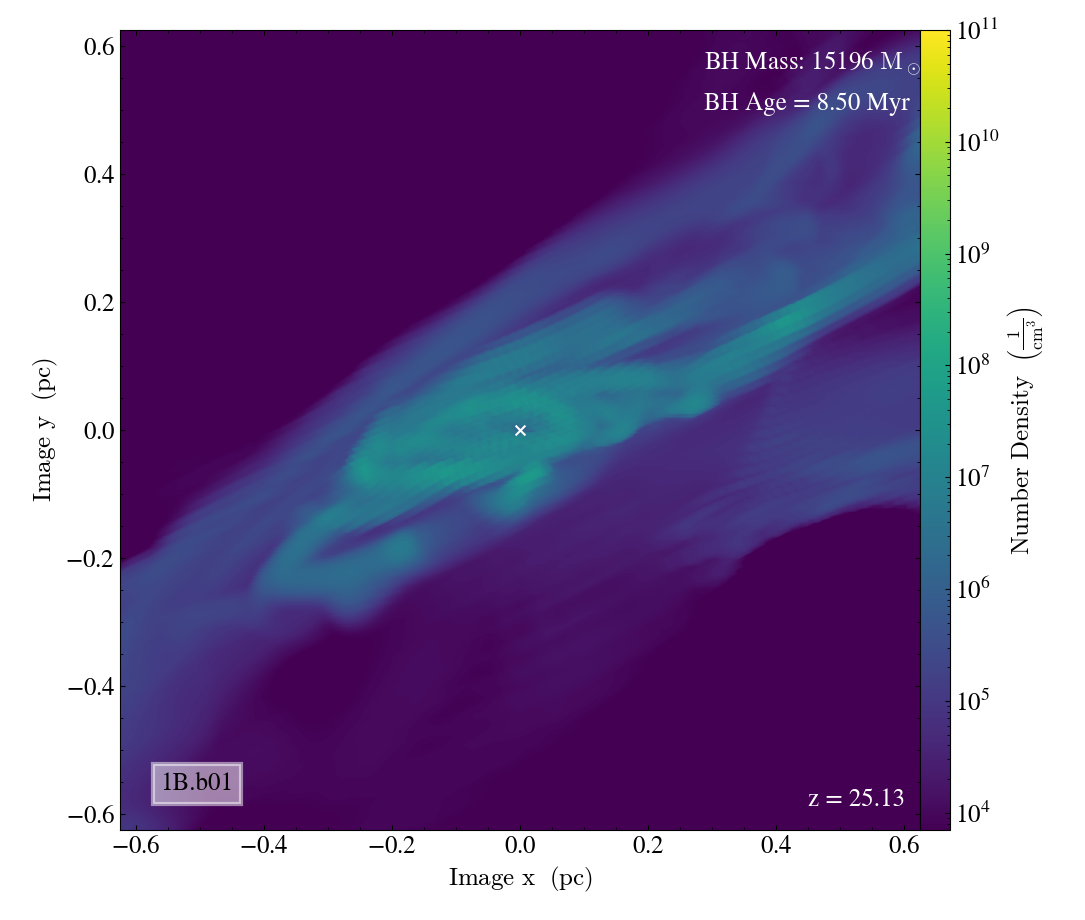 BH Mass: 15196 M☉
BH Age = 8.50 Myr
1B.b01
z = 25.13
0.6
0.4
0.2
0.0
−0.2
−0.4
−0.6
Image y (pc)
−0.6 −0.4 −0.2 0.0 0.2 0.4 0.6
Image x (pc)
10¹¹
10¹⁰
10⁹
10⁸
10⁷
10⁶
10⁵
10⁴
Number Density (1/cm³)